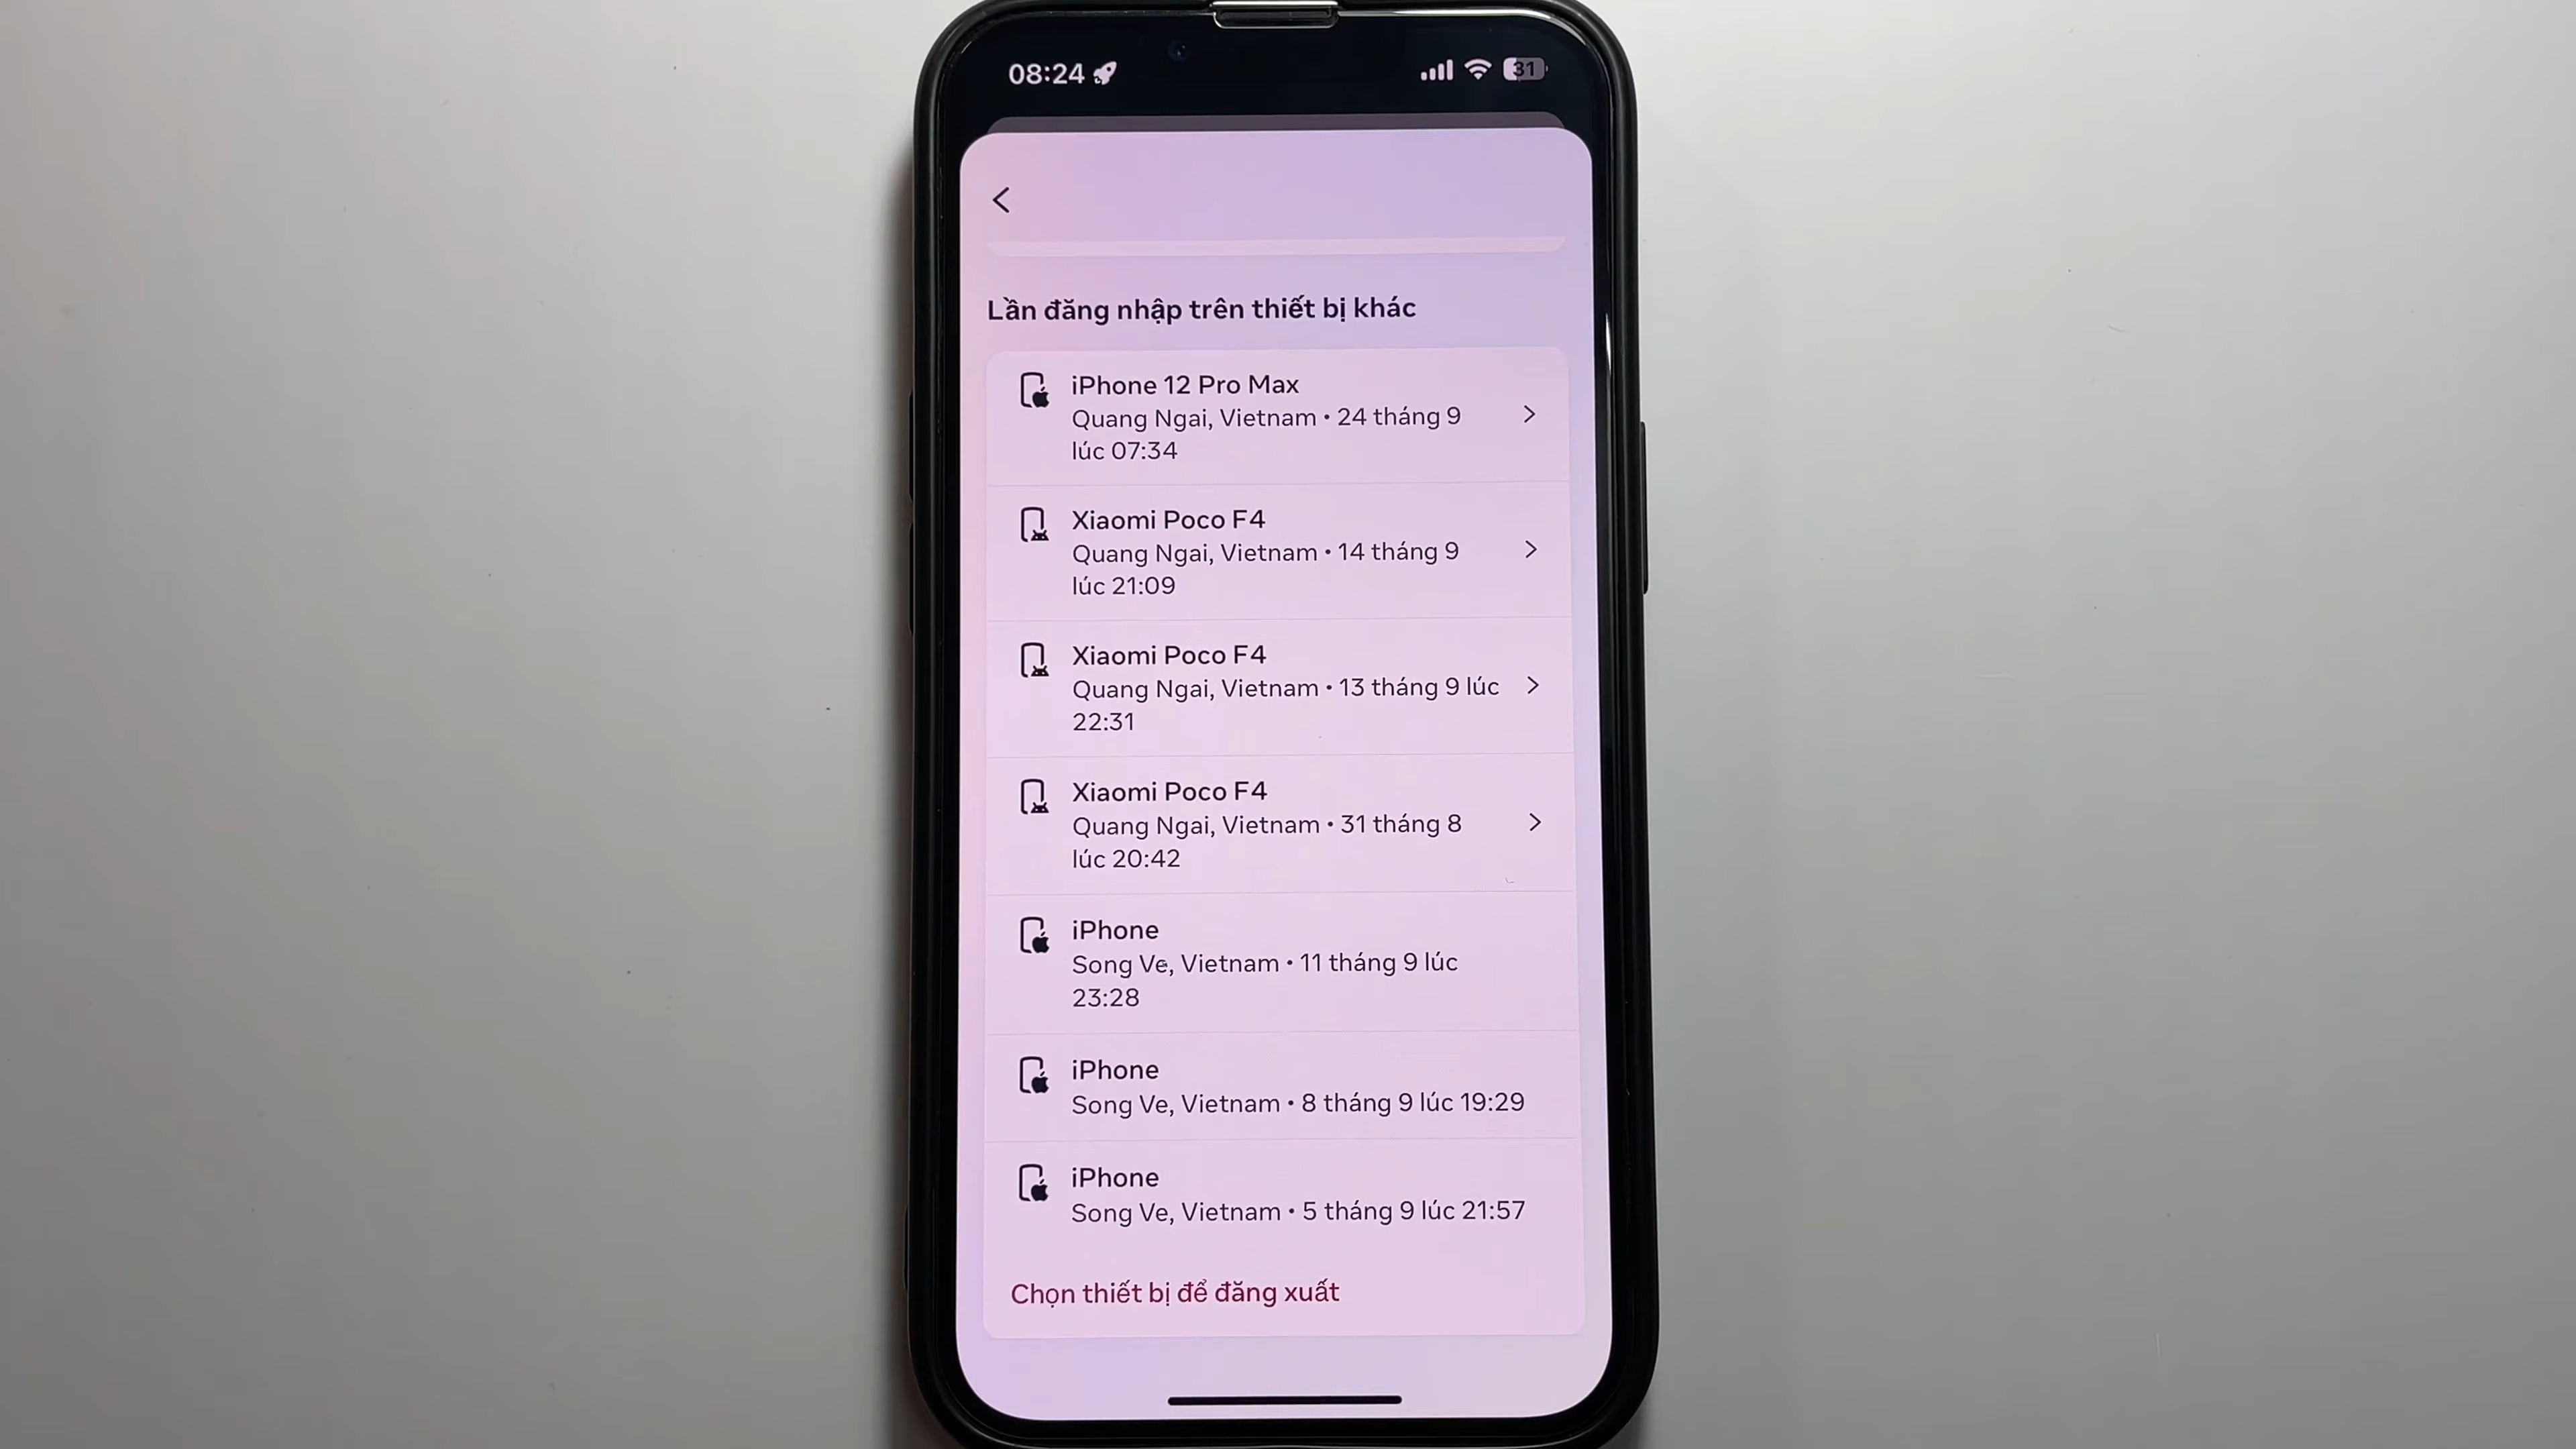 08:24
31
Lần đăng nhập trên thiết bị khác
iPhone 12 Pro Max
Quang Ngai, Vietnam • 24 tháng 9
lúc 07:34
Xiaomi Poco F4
Quang Ngai, Vietnam • 14 tháng 9
lúc 21:09
Xiaomi Poco F4
Quang Ngai, Vietnam • 13 tháng 9 lúc
22:31
Xiaomi Poco F4
Quang Ngai, Vietnam • 31 tháng 8
lúc 20:42
iPhone
Song Ve, Vietnam • 11 tháng 9 lúc
23:28
iPhone
Song Ve, Vietnam • 8 tháng 9 lúc 19:29
iPhone
Song Ve, Vietnam • 5 tháng 9 lúc 21:57
Chọn thiết bị để đăng xuất